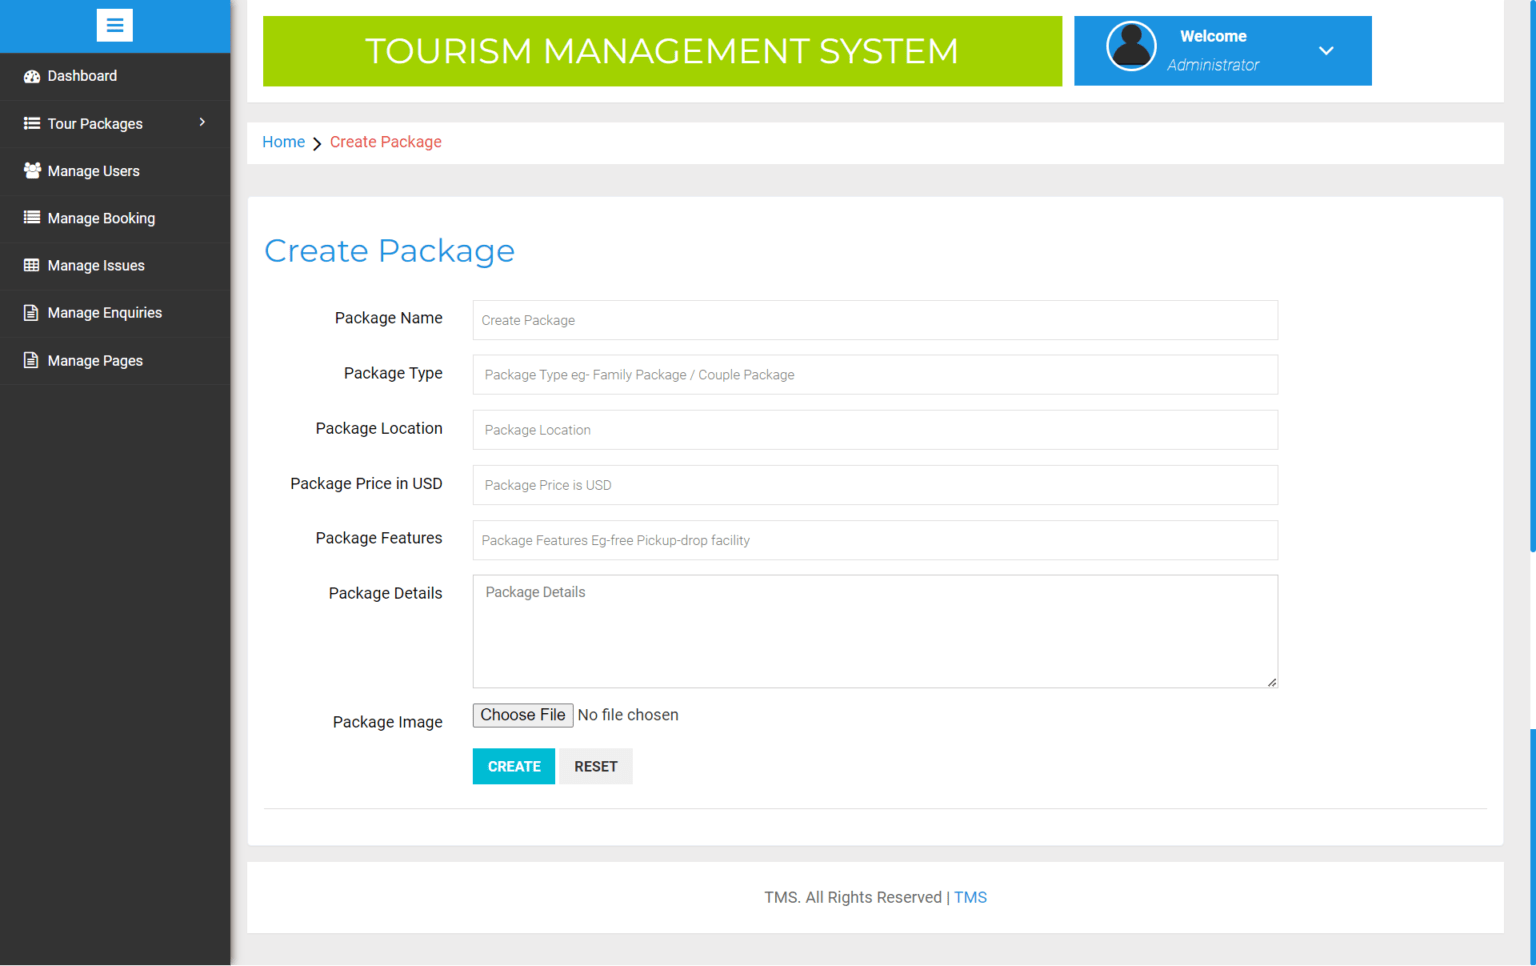 TOURISM MANAGEMENT SYSTEM
Welcome
Administrator
Dashboard
Tour Packages
Manage Users
Manage Booking
Manage Issues
Manage Enquiries
Manage Pages
Home
Create Package
Create Package
Package Name
Create Package
Package Type
Package Type eg- Family Package / Couple Package
Package Location
Package Location
Package Price in USD
Package Price is USD
Package Features
Package Features Eg-free Pickup-drop facility
Package Details
Package Details
Package Image
Choose File No file chosen
CREATE
RESET
TMS. All Rights Reserved | TMS